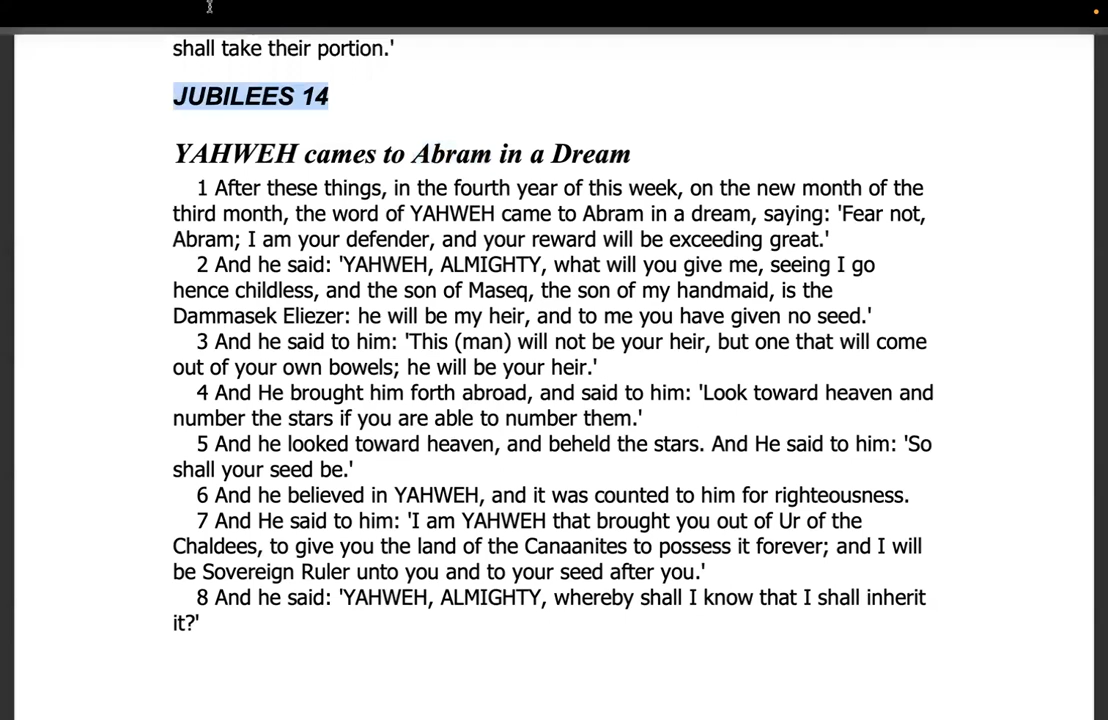 shall take their portion.'
JUBILEES 14
YAHWEH cames to Abram in a Dream
1 After these things, in the fourth year of this week, on the new month of the
third month, the word of YAHWEH came to Abram in a dream, saying: 'Fear not,
Abram; I am your defender, and your reward will be exceeding great.'
2 And he said: 'YAHWEH, ALMIGHTY, what will you give me, seeing I go
hence childless, and the son of Maseq, the son of my handmaid, is the
Dammasek Eliezer: he will be my heir, and to me you have given no seed.'
3 And he said to him: 'This (man) will not be your heir, but one that will come
out of your own bowels; he will be your heir.'
4 And He brought him forth abroad, and said to him: 'Look toward heaven and
number the stars if you are able to number them.'
5 And he looked toward heaven, and beheld the stars. And He said to him: 'So
shall your seed be.'
6 And he believed in YAHWEH, and it was counted to him for righteousness.
7 And He said to him: 'I am YAHWEH that brought you out of Ur of the
Chaldees, to give you the land of the Canaanites to possess it forever; and I will
be Sovereign Ruler unto you and to your seed after you.'
8 And he said: 'YAHWEH, ALMIGHTY, whereby shall I know that I shall inherit
it?'